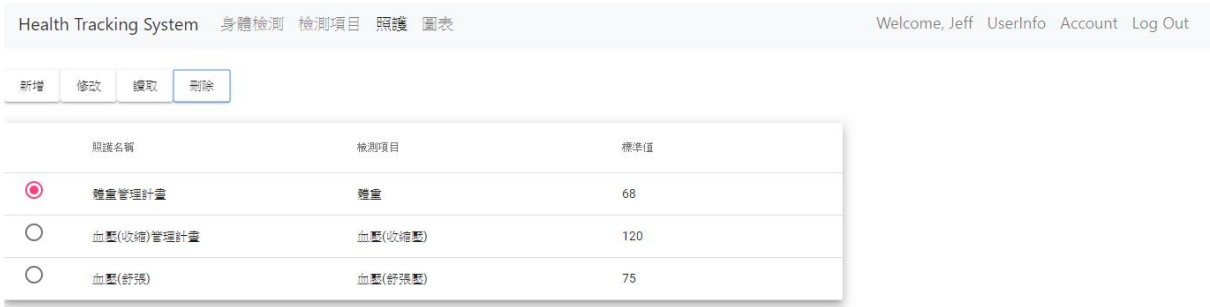 Health Tracking System 身體檢測 檢測項目 照護 圖表 Welcome, Jeff UserInfo Account Log Out
新增 修改 讀取 刪除
照護名稱 檢測項目 標準值
體重管理計畫 體重 68
血壓(收縮)管理計畫 血壓(收縮壓) 120
血壓(舒張) 血壓(舒張壓) 75